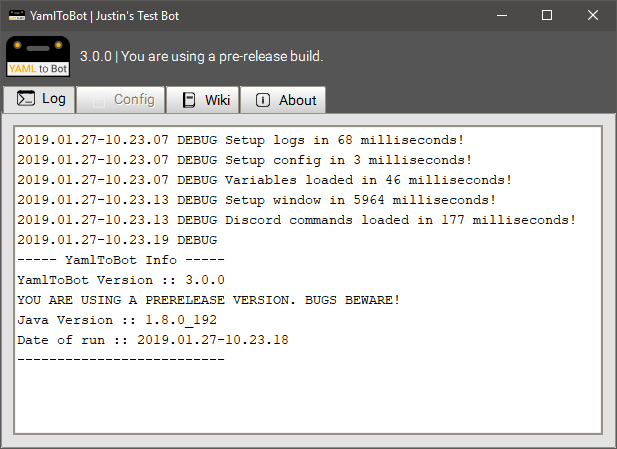 YamlToBot | Justin's Test Bot
YAML to Bot
3.0.0 | You are using a pre-release build.
Log Config Wiki About
2019.01.27-10.23.07 DEBUG Setup logs in 68 milliseconds!
2019.01.27-10.23.07 DEBUG Setup config in 3 milliseconds!
2019.01.27-10.23.07 DEBUG Variables loaded in 46 milliseconds!
2019.01.27-10.23.13 DEBUG Setup window in 5964 milliseconds!
2019.01.27-10.23.13 DEBUG Discord commands loaded in 177 milliseconds!
2019.01.27-10.23.19 DEBUG
----- YamlToBot Info -----
YamlToBot Version :: 3.0.0
YOU ARE USING A PRERELEASE VERSION. BUGS BEWARE!
Java Version :: 1.8.0_192
Date of run :: 2019.01.27-10.23.18
--------------------------